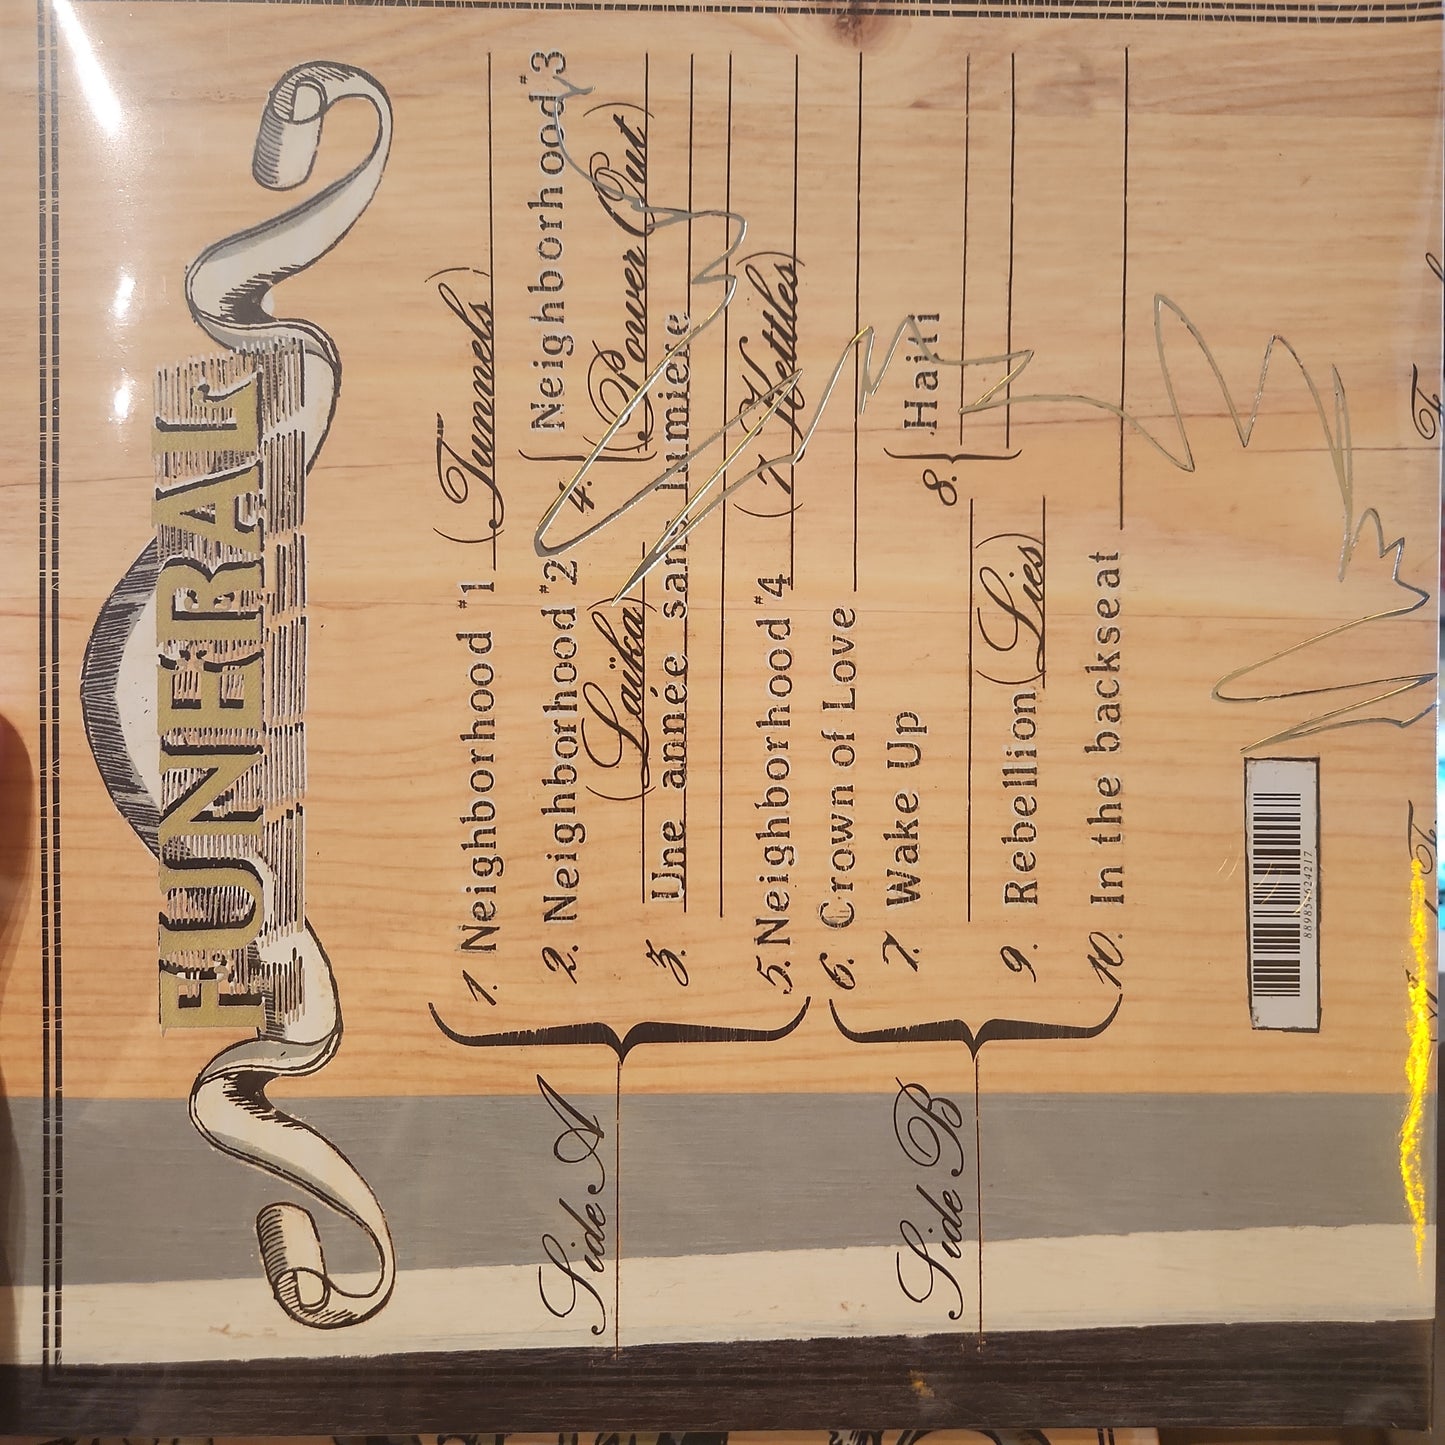 FUNERAL
1. Neighborhood #1 (Tunnels)
2. Neighborhood #2 (Laïka)
3. Une année sans lumiere
4. Neighborhood #3 (Power Out)
5. Neighborhood #4 (7 Kettles)
Side A
6. Crown of Love
7. Wake Up
8. Haïti
9. Rebellion (Lies)
10. In the backseat
Side B